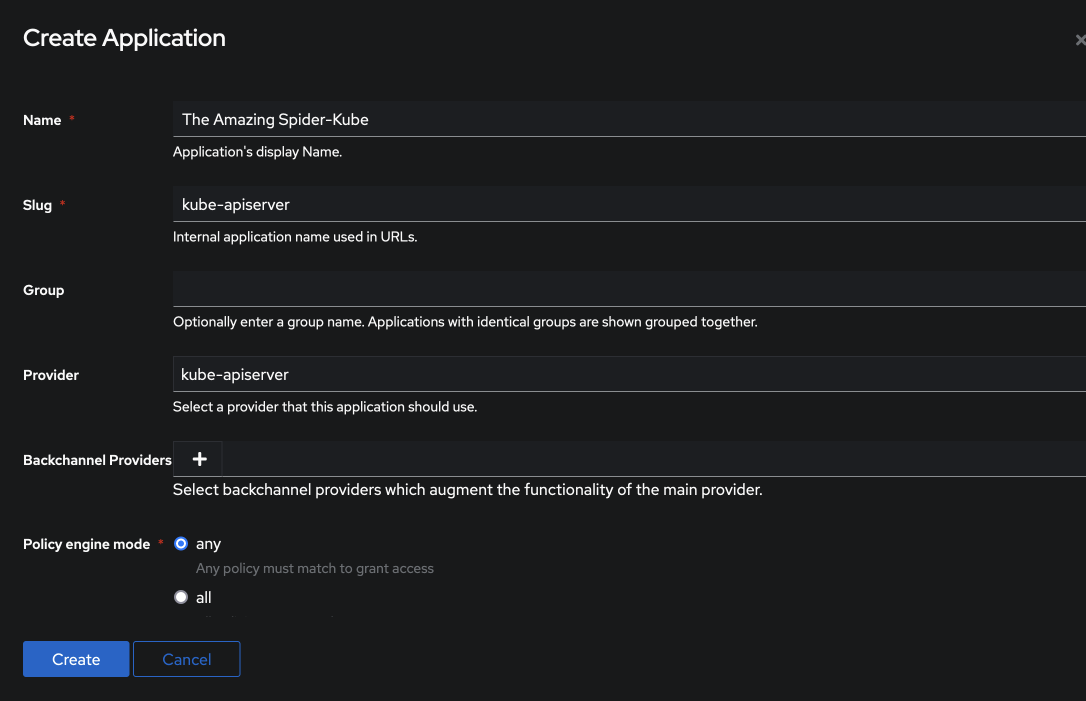 Create Application
Name *
The Amazing Spider-Kube
Application's display Name.
Slug *
kube-apiserver
Internal application name used in URLs.
Group
Optionally enter a group name. Applications with identical groups are shown grouped together.
Provider
kube-apiserver
Select a provider that this application should use.
Backchannel Providers
Select backchannel providers which augment the functionality of the main provider.
Policy engine mode *
any
Any policy must match to grant access
all
Create Cancel